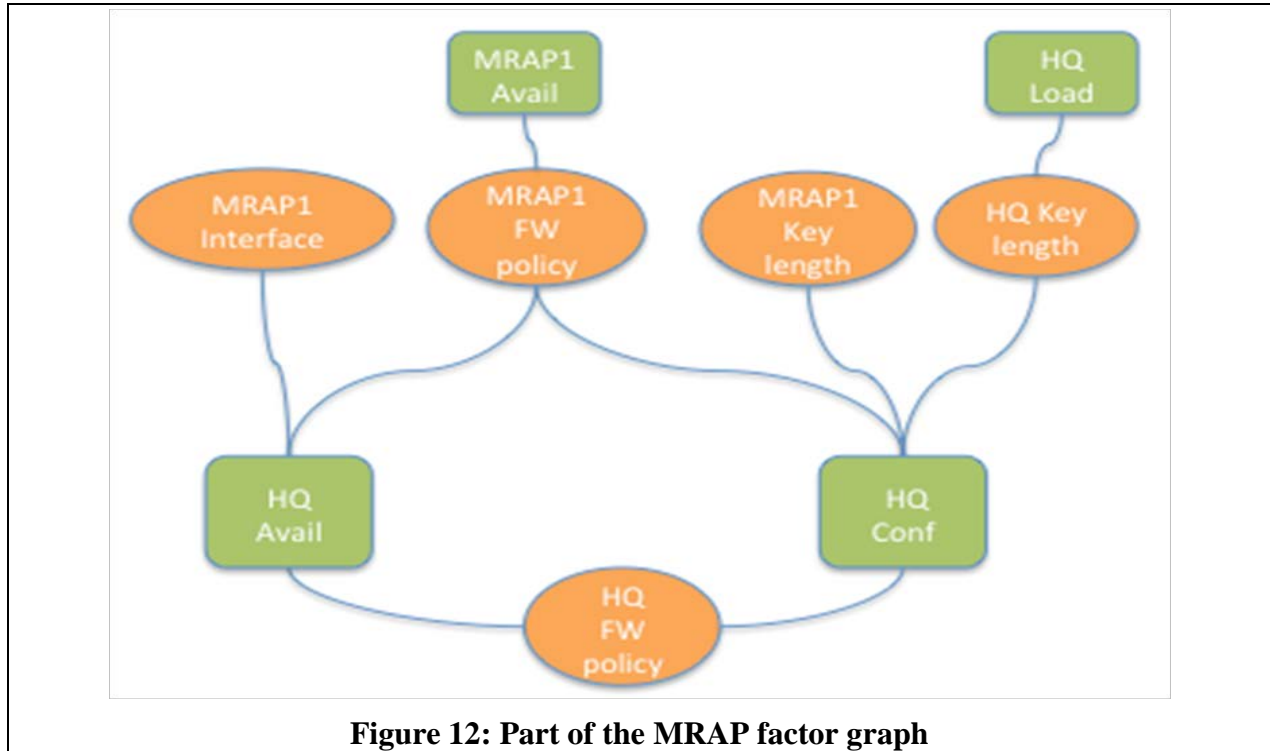 MRAP1
Avail
HQ
Load
MRAP1
Interface
MRAP1
FW
policy
MRAP1
Key
length
HQ Key
length
HQ
Avail
HQ
Conf
HQ
FW
policy
Figure 12: Part of the MRAP factor graph